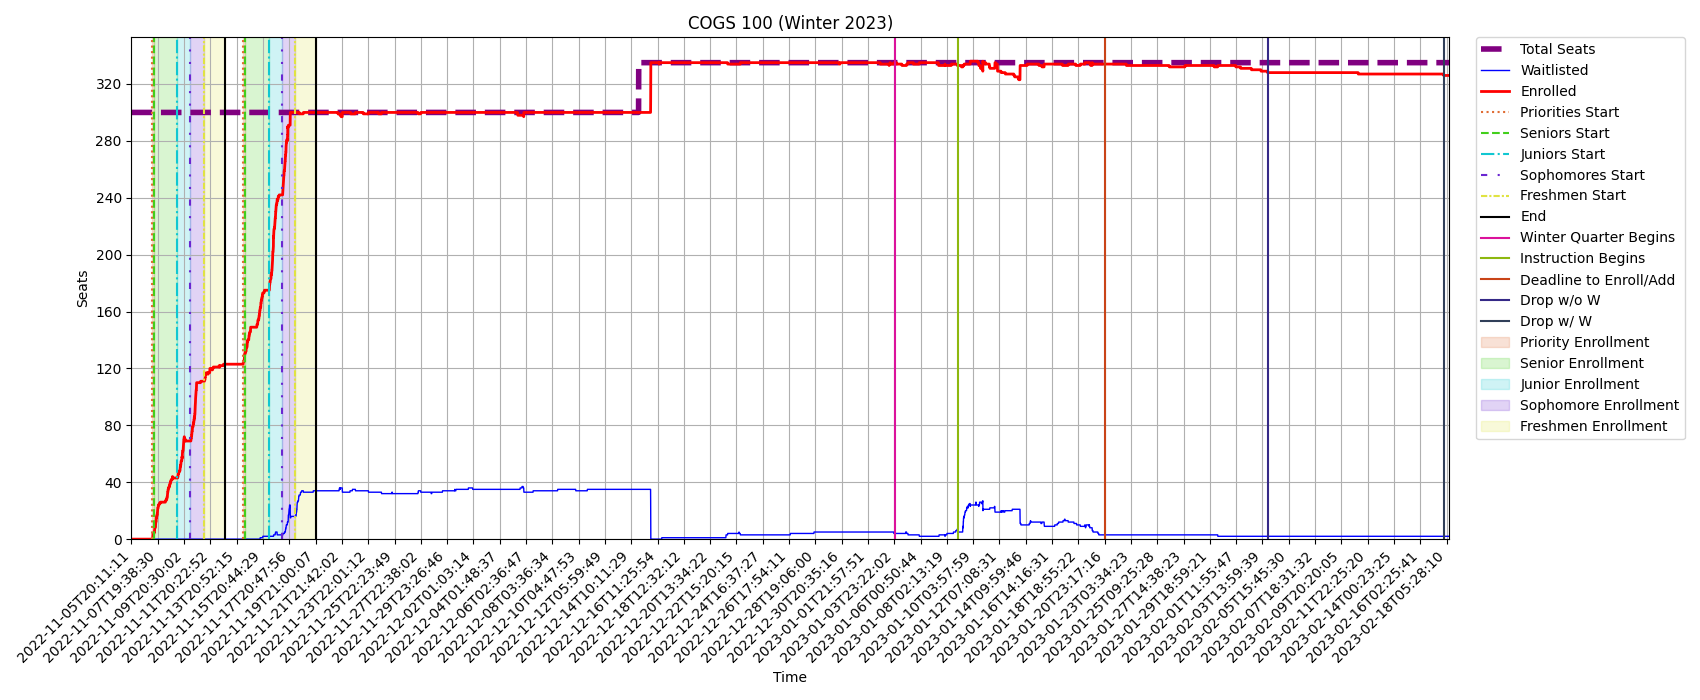 COGS 100 (Winter 2023)
Seats
320
280
240
200
160
120
80
40
0
2022-11-05T20:11:11
2022-11-07T19:38:30
2022-11-09T20:30:02
2022-11-11T20:22:52
2022-11-13T20:52:15
2022-11-15T20:44:29
2022-11-17T20:47:50
2022-11-19T21:00:07
2022-11-21T21:42:02
2022-11-23T22:01:12
2022-11-25T22:23:49
2022-11-27T22:38:02
2022-11-29T23:26:46
2022-12-02T01:03:14
2022-12-04T01:48:37
2022-12-06T02:36:47
2022-12-08T03:36:34
2022-12-10T04:47:53
2022-12-12T05:59:49
2022-12-14T10:11:29
2022-12-16T11:25:54
2022-12-18T12:32:12
2022-12-20T13:34:22
2022-12-22T15:20:15
2022-12-24T16:37:27
2022-12-26T17:54:11
2022-12-28T19:06:00
2022-12-30T20:35:16
2023-01-01T21:57:51
2023-01-03T23:22:02
2023-01-06T00:50:44
2023-01-08T02:13:19
2023-01-10T03:57:59
2023-01-12T07:08:31
2023-01-14T09:59:46
2023-01-16T14:16:31
2023-01-18T18:55:22
2023-01-20T23:17:16
2023-01-23T03:34:23
2023-01-25T09:25:28
2023-01-27T14:38:23
2023-01-29T18:59:21
2023-02-01T11:55:47
2023-02-03T13:59:39
2023-02-05T15:45:30
2023-02-07T18:31:32
2023-02-09T20:20:05
2023-02-11T22:25:20
2023-02-14T00:23:25
2023-02-16T02:25:41
2023-02-18T05:28:10
Time
Total Seats
Waitlisted
Enrolled
Priorities Start
Seniors Start
Juniors Start
Sophomores Start
Freshmen Start
End
Winter Quarter Begins
Instruction Begins
Deadline to Enroll/Add
Drop w/o W
Drop w/ W
Priority Enrollment
Senior Enrollment
Junior Enrollment
Sophomore Enrollment
Freshmen Enrollment